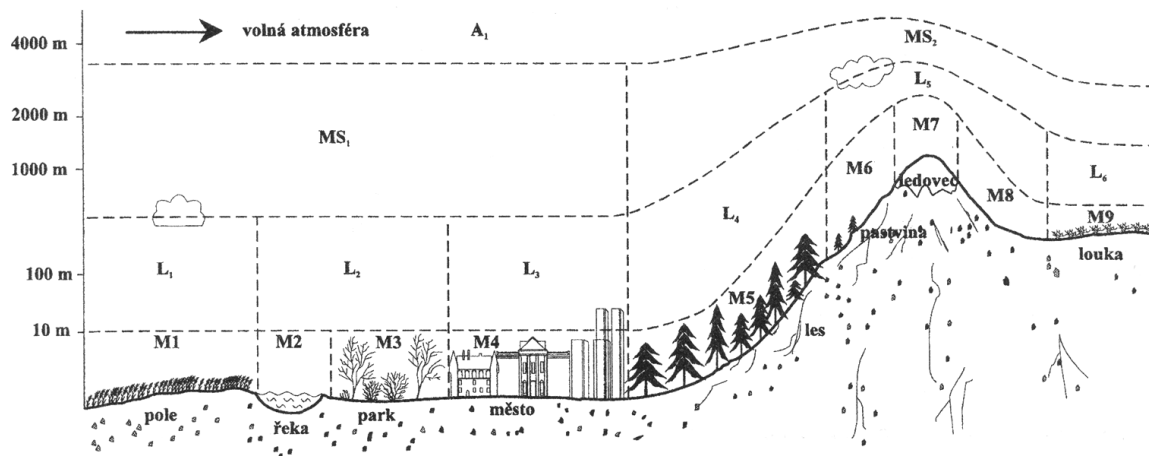 4000 m
volná atmosféra
A₁
MS₂
L₅
2000 m
MS₁
M7
1000 m
M6
ledovec
L₆
M8
L₄
M9
pastvina
louka
100 m
L₁
L₂
L₃
M5
10 m
M1
M2
M3
M4
les
pole
řeka
park
město